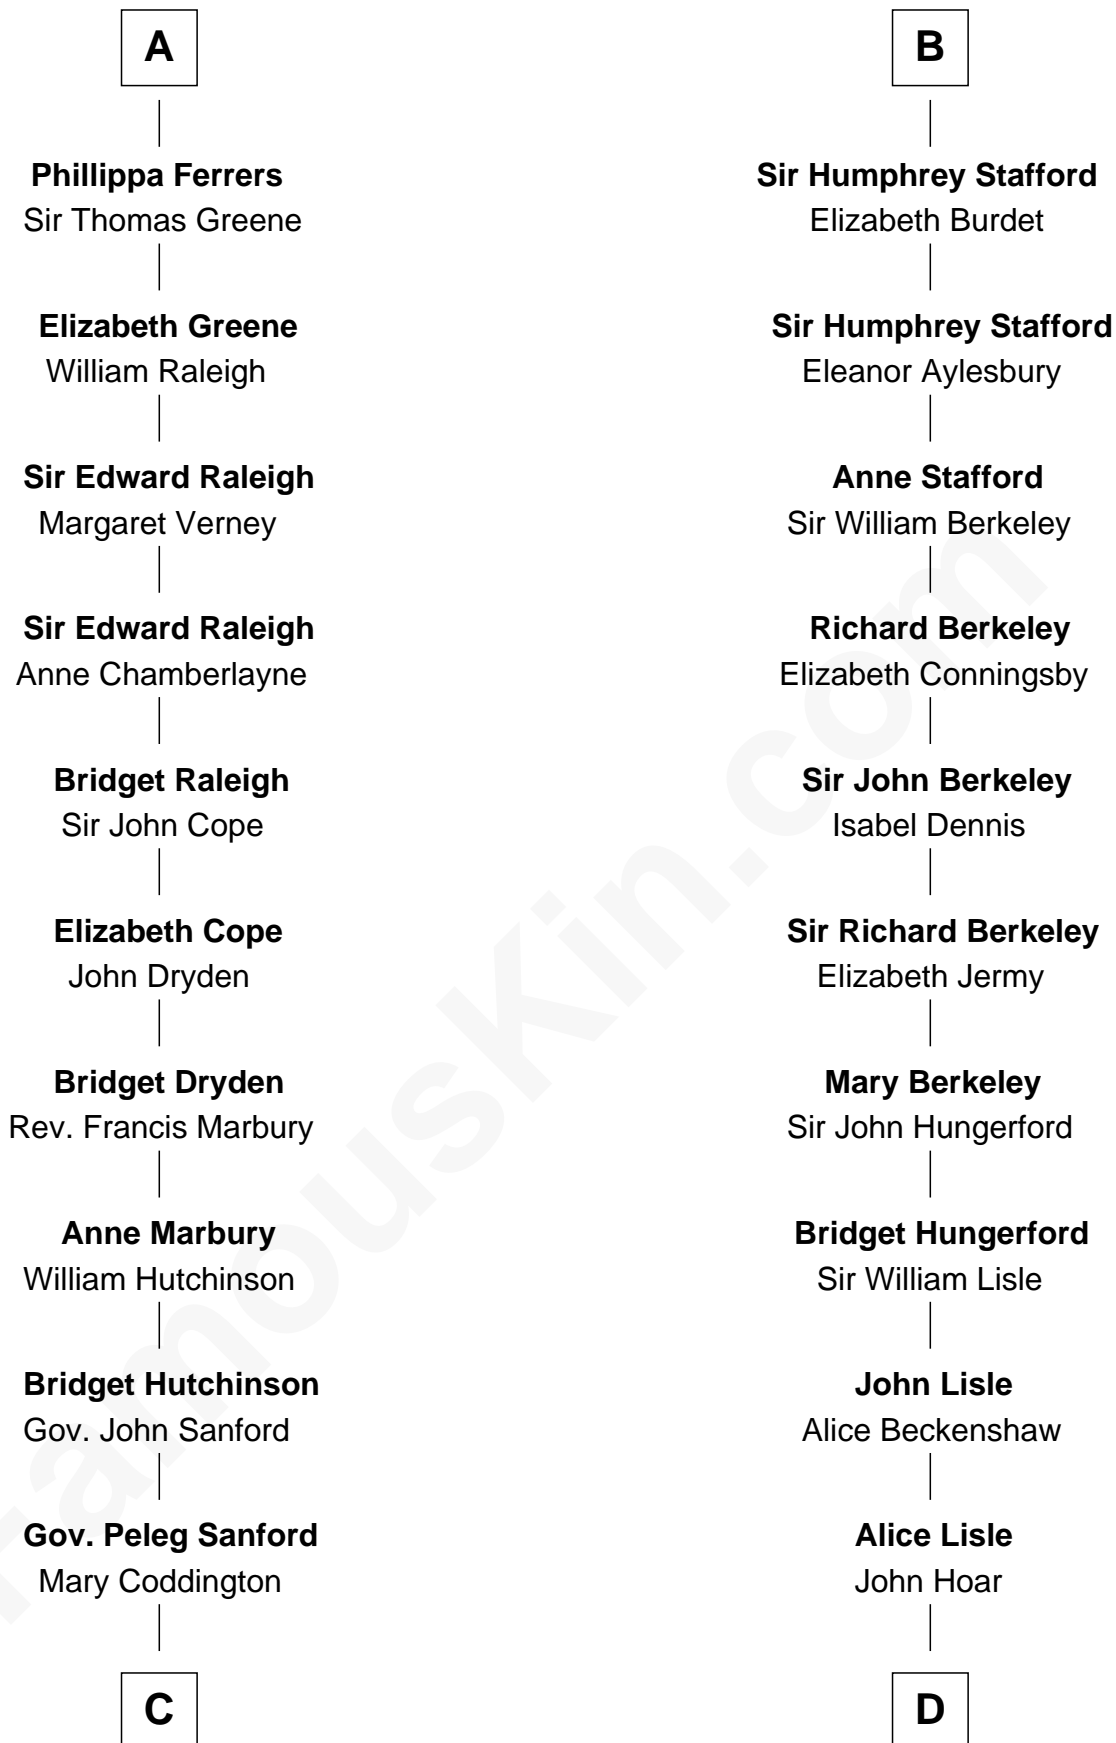 A
Phillippa Ferrers
Sir Thomas Greene
Elizabeth Greene
William Raleigh
Sir Edward Raleigh
Margaret Verney
Sir Edward Raleigh
Anne Chamberlayne
Bridget Raleigh
Sir John Cope
Elizabeth Cope
John Dryden
Bridget Dryden
Rev. Francis Marbury
Anne Marbury
William Hutchinson
Bridget Hutchinson
Gov. John Sanford
Gov. Peleg Sanford
Mary Coddington
C
B
Sir Humphrey Stafford
Elizabeth Burdet
Sir Humphrey Stafford
Eleanor Aylesbury
Anne Stafford
Sir William Berkeley
Richard Berkeley
Elizabeth Conningsby
Sir John Berkeley
Isabel Dennis
Sir Richard Berkeley
Elizabeth Jermy
Mary Berkeley
Sir John Hungerford
Bridget Hungerford
Sir William Lisle
John Lisle
Alice Beckenshaw
Alice Lisle
John Hoar
D
FamousKin.com